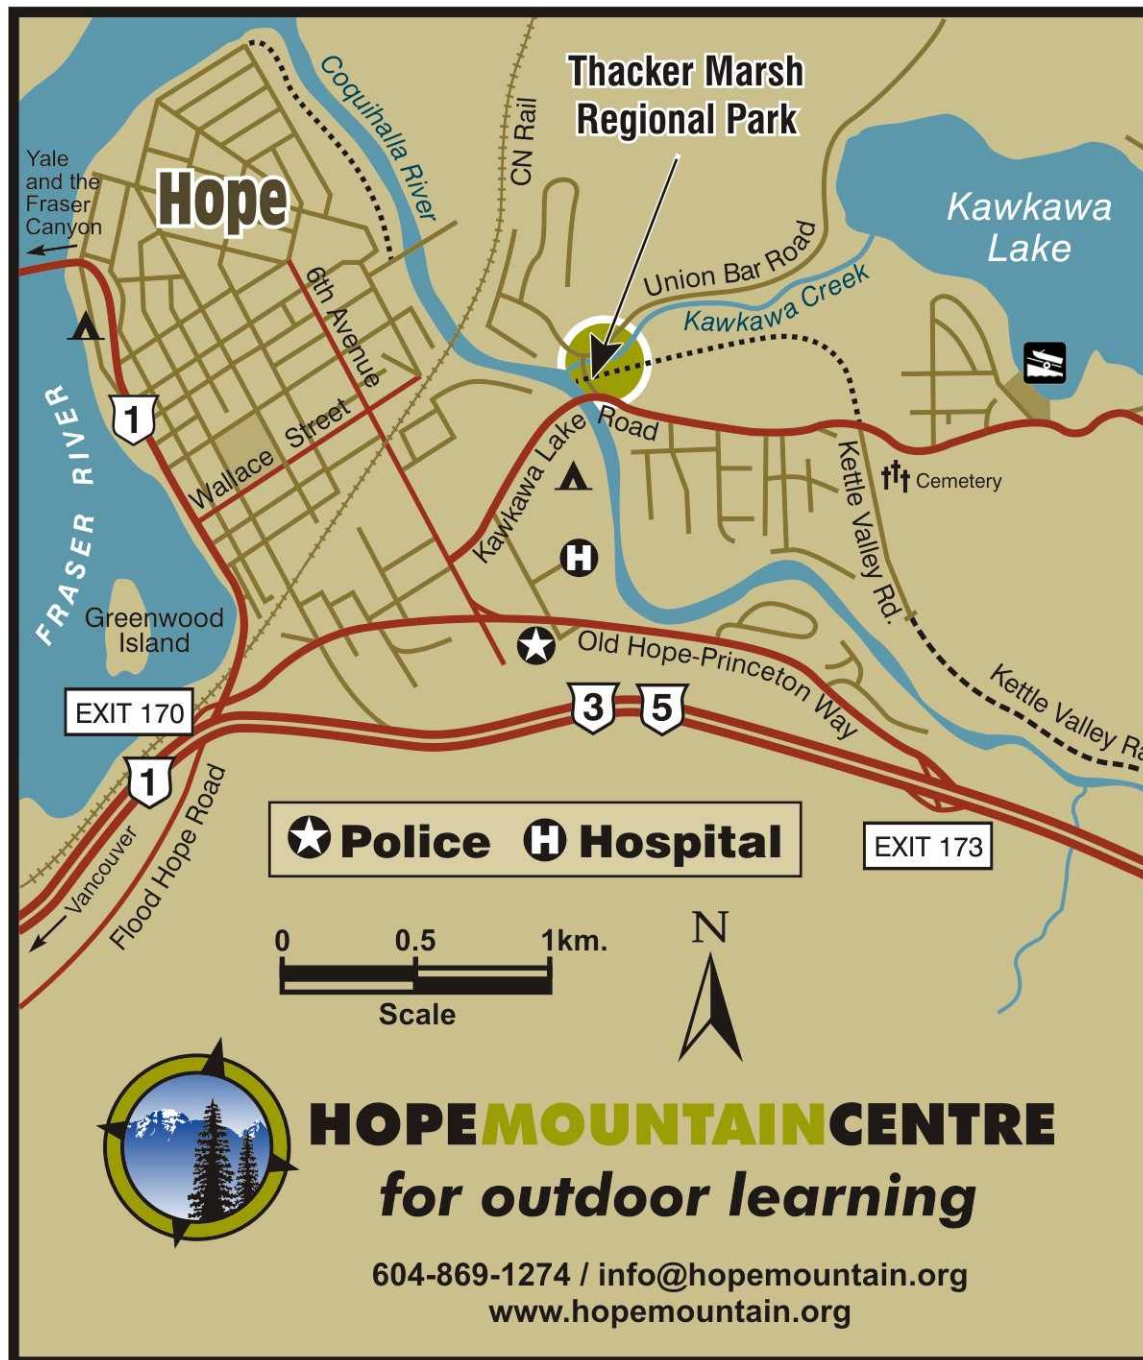 Thacker Marsh
Regional Park
Coquihalla River
CN Rail
Yale
and the
Fraser
Canyon
Hope
Kawkawa
Lake
Union Bar Road
Kawkawa Creek
6th Avenue
1
Wallace Street
Kawkawa Lake Road
Kettle Valley Rd.
Cemetery
FRASER RIVER
H
Greenwood
Island
Old Hope-Princeton Way
EXIT 170
3
5
Kettle Valley Ra
1
Flood Hope Road
Vancouver
Police
H Hospital
EXIT 173
N
0 0.5 1km.
Scale
HOPEMOUNTAINCENTRE
for outdoor learning
604-869-1274 / info@hopemountain.org
www.hopemountain.org